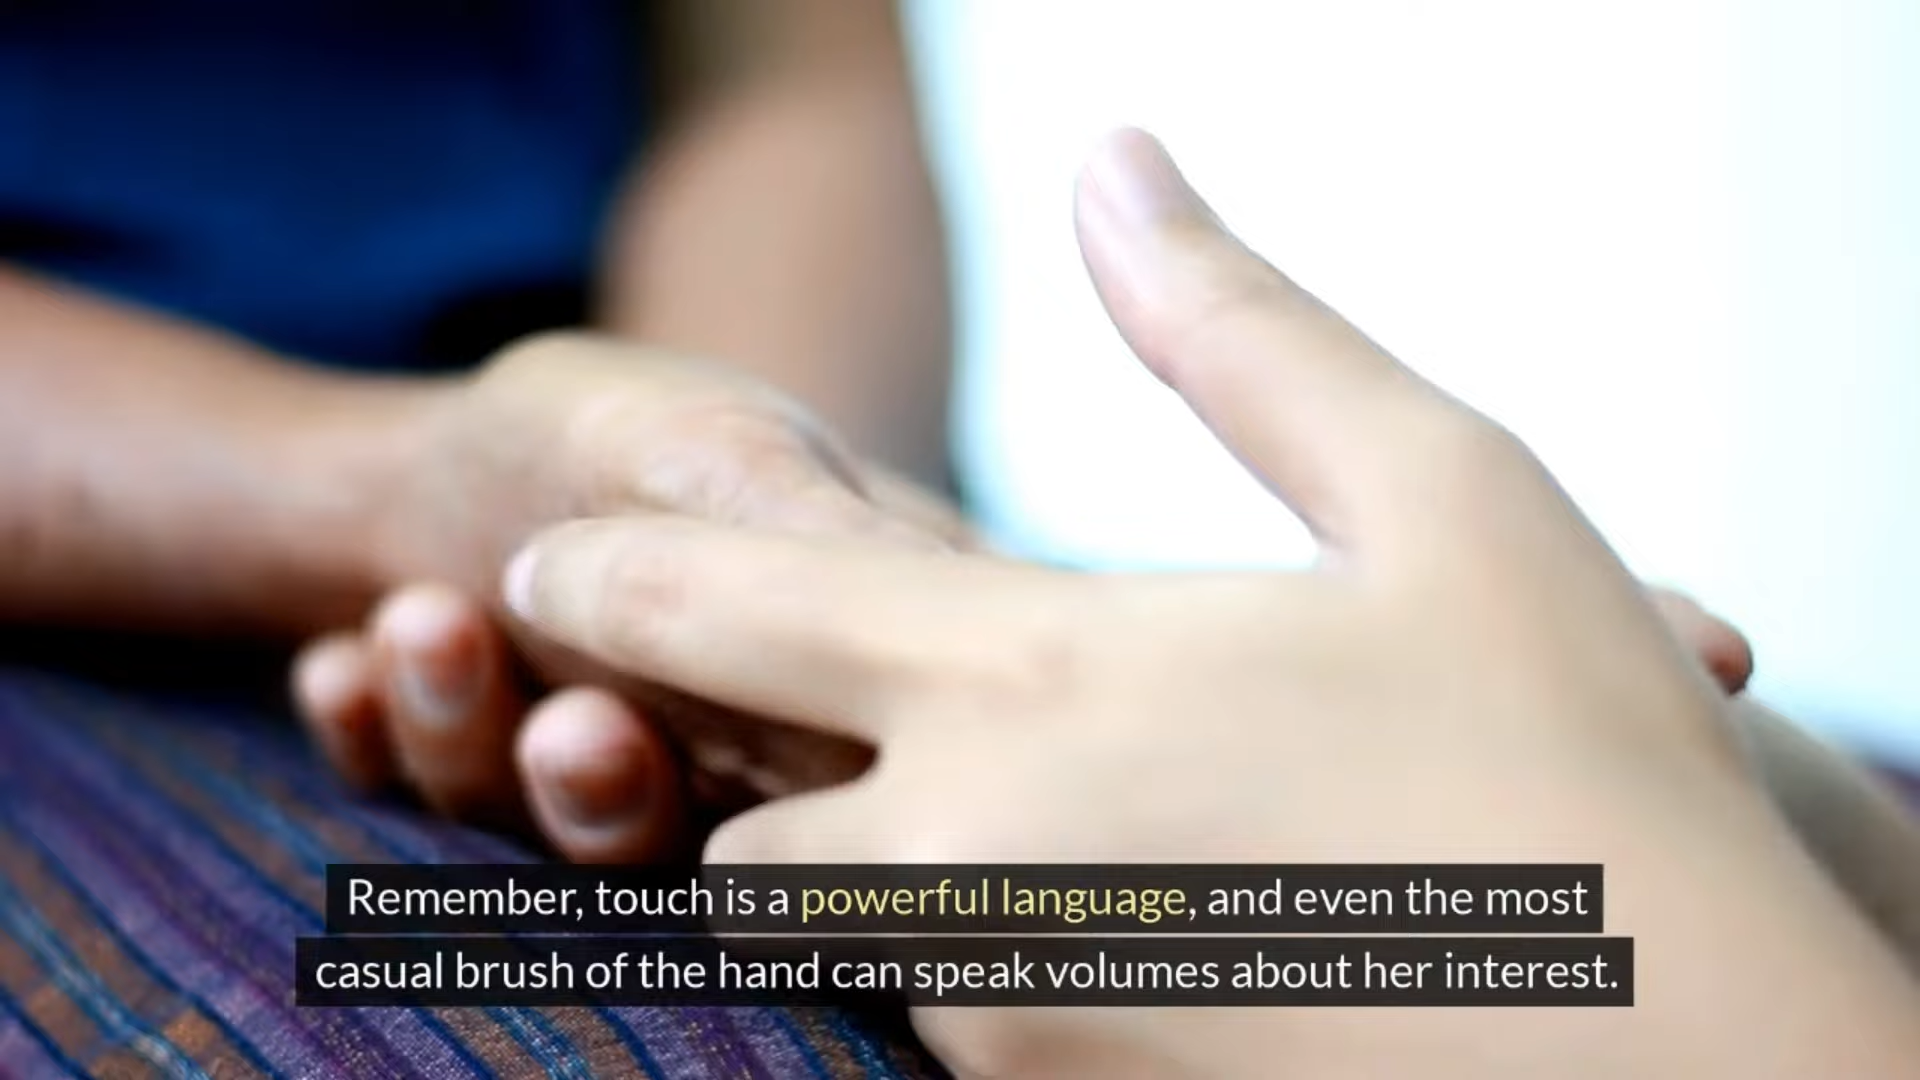 Remember, touch is a powerful language, and even the most
casual brush of the hand can speak volumes about her interest.